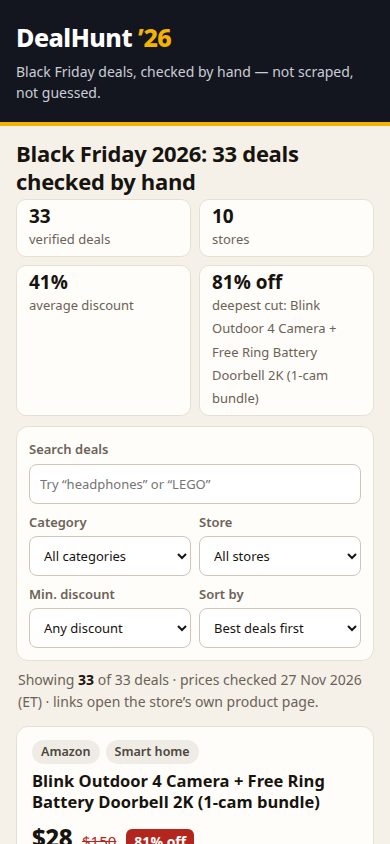 DealHunt ’26
Black Friday deals, checked by hand — not scraped,
not guessed.
Black Friday 2026: 33 deals
checked by hand
33
verified deals
10
stores
41%
average discount
81% off
deepest cut: Blink
Outdoor 4 Camera +
Free Ring Battery
Doorbell 2K (1-cam
bundle)
Search deals
Try “headphones” or “LEGO”
Category
Store
All categories
All stores
Min. discount
Sort by
Any discount
Best deals first
Showing 33 of 33 deals · prices checked 27 Nov 2026
(ET) · links open the store’s own product page.
Amazon
Smart home
Blink Outdoor 4 Camera + Free Ring
Battery Doorbell 2K (1-cam bundle)
$28 $150 81% off